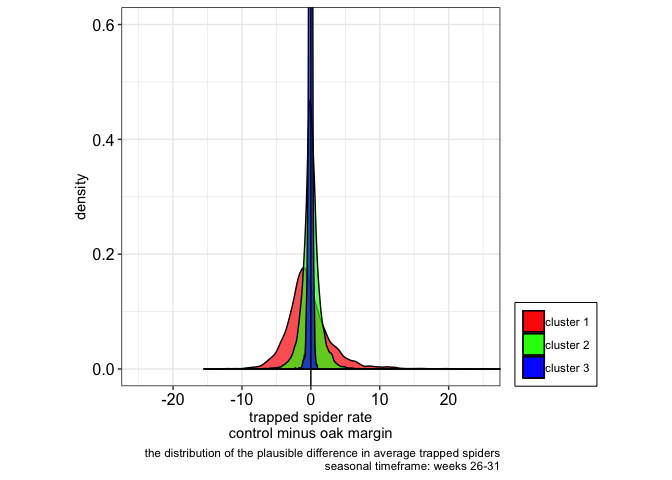 0.6
0.4
0.2
0.0
density
-20
-10
0
10
20
trapped spider rate
control minus oak margin
cluster 1
cluster 2
cluster 3
the distribution of the plausible difference in average trapped spiders
seasonal timeframe: weeks 26-31